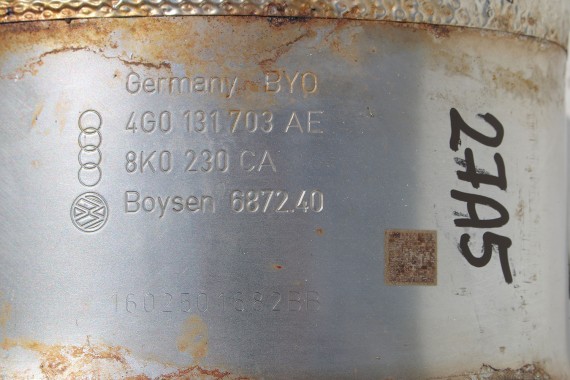 Germany BYO
4G0 131 703 AE
8K0 230 CA
Boysen 6872.40
27A5